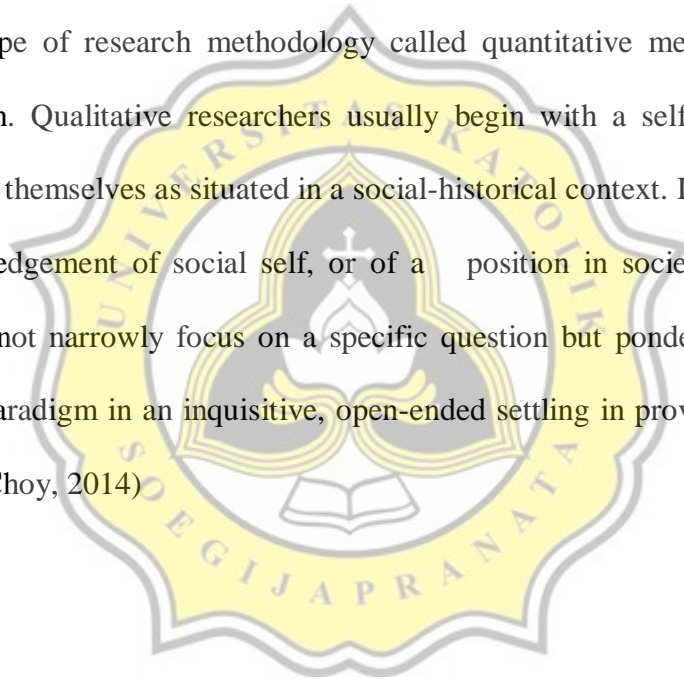 pe of research methodology called quantitative me
n. Qualitative researchers usually begin with a self
themselves as situated in a social-historical context. I
edgement of social self, or of a position in socie
not narrowly focus on a specific question but ponde
aradigm in an inquisitive, open-ended settling in prov
Choy, 2014)
UNIVERSITAS KATOLIK
SOEGIJAPRANATA